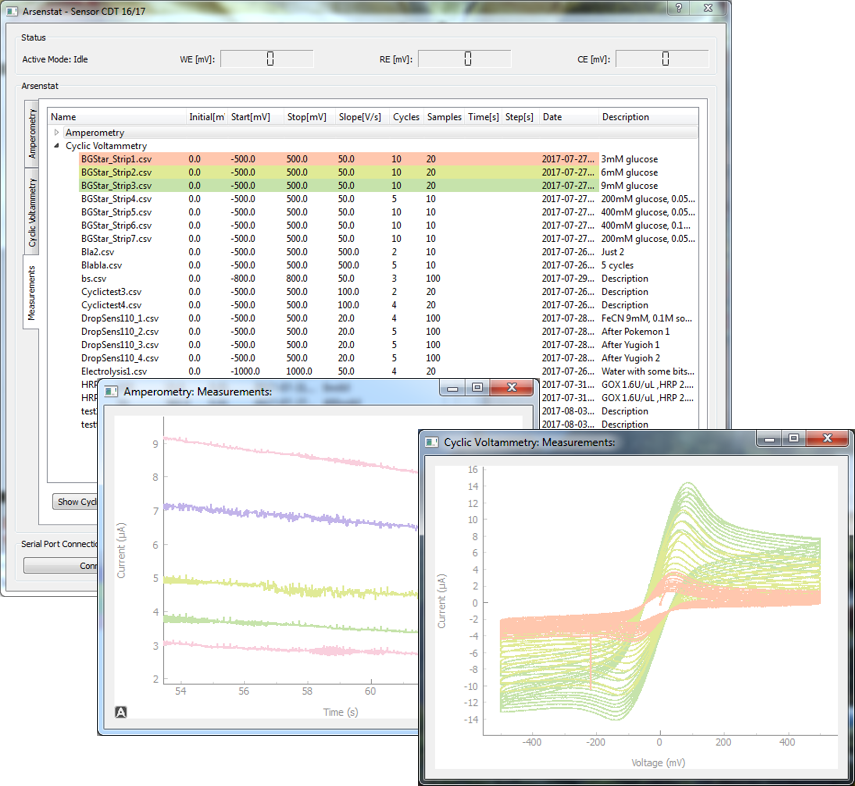 Arsenstat - Sensor CDT 16/17
Status
Active Mode: Idle WE [mV]: 0 RE [mV]: 0 CE [mV]: 0
Arsenstat
Amperometry
Cyclic Voltammetry
Measurements
Name Initial[m Start[mV] Stop[mV] Slope[V/s] Cycles Samples Time[s] Step[s] Date Description
Amperometry
Cyclic Voltammetry
BGStar_Strip1.csv 0.0 -500.0 500.0 50.0 10 20 2017-07-27... 3mM glucose
BGStar_Strip2.csv 0.0 -500.0 500.0 50.0 10 20 2017-07-27... 6mM glucose
BGStar_Strip3.csv 0.0 -500.0 500.0 50.0 10 20 2017-07-27... 9mM glucose
BGStar_Strip4.csv 0.0 -500.0 500.0 50.0 5 10 2017-07-27... 200mM glucose, 0.05...
BGStar_Strip5.csv 0.0 -500.0 500.0 50.0 10 10 2017-07-27... 400mM glucose, 0.05...
BGStar_Strip6.csv 0.0 -500.0 500.0 50.0 10 10 2017-07-27... 400mM glucose, 0.1...
BGStar_Strip7.csv 0.0 -500.0 500.0 50.0 10 10 2017-07-27... 200mM glucose, 0.05...
Bla2.csv 0.0 -500.0 500.0 500.0 2 10 2017-07-26... Just 2
Blabla.csv 0.0 -500.0 500.0 500.0 5 10 2017-07-26... 5 cycles
bs.csv 0.0 -800.0 800.0 50.0 3 100 2017-07-29... Description
Cyclictest3.csv 0.0 -500.0 500.0 100.0 2 20 2017-07-26... Description
Cyclictest4.csv 0.0 -500.0 500.0 100.0 4 20 2017-07-26... Description
DropSens110_1.csv 0.0 -500.0 500.0 20.0 4 100 2017-07-28... FeCN 9mM, 0.1M so...
DropSens110_2.csv 0.0 -500.0 500.0 20.0 5 100 2017-07-28... After Pokemon 1
DropSens110_3.csv 0.0 -500.0 500.0 20.0 5 100 2017-07-28... After Yugioh 1
DropSens110_4.csv 0.0 -500.0 500.0 20.0 5 100 2017-07-28... After Yugioh 2
Electrolysis1.csv 0.0 -1000.0 1000.0 50.0 4 20 2017-07-26... Water with some bits...
HRP 2017-07-31... GOX 1.6U/uL ,HRP 2....
HRP 2017-07-31... GOX 1.6U/uL ,HRP 2....
test 2017-08-03... Description
test 2017-08-03... Description
Show Cycl
Serial Port Connectio
Conn
Amperometry: Measurements:
9
8
7
6
5
4
3
2
Current (µA)
54 56 58 60
Time (s)
A
Cyclic Voltammetry: Measurements:
16
14
12
10
8
6
4
2
0
-2
-4
-6
-8
-10
-12
-14
Current (µA)
-400 -200 0 200 400
Voltage (mV)